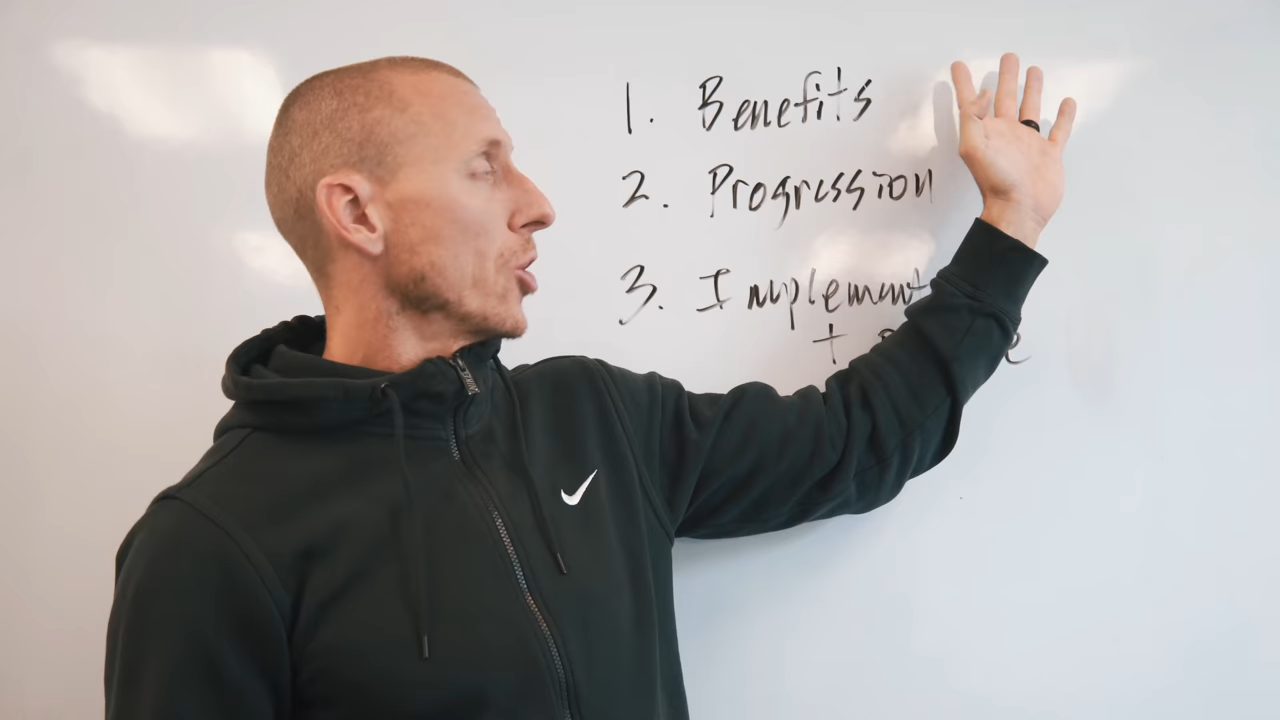 1. Benefits
2. Progression
3. Implement
+